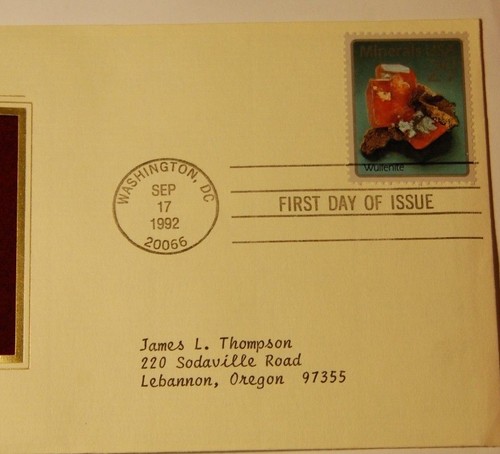 Minerals USA
Wulfenite
WASHINGTON, DC
SEP
17
1992
20066
FIRST DAY OF ISSUE
James L. Thompson
220 Sodaville Road
Lebannon, Oregon 97355